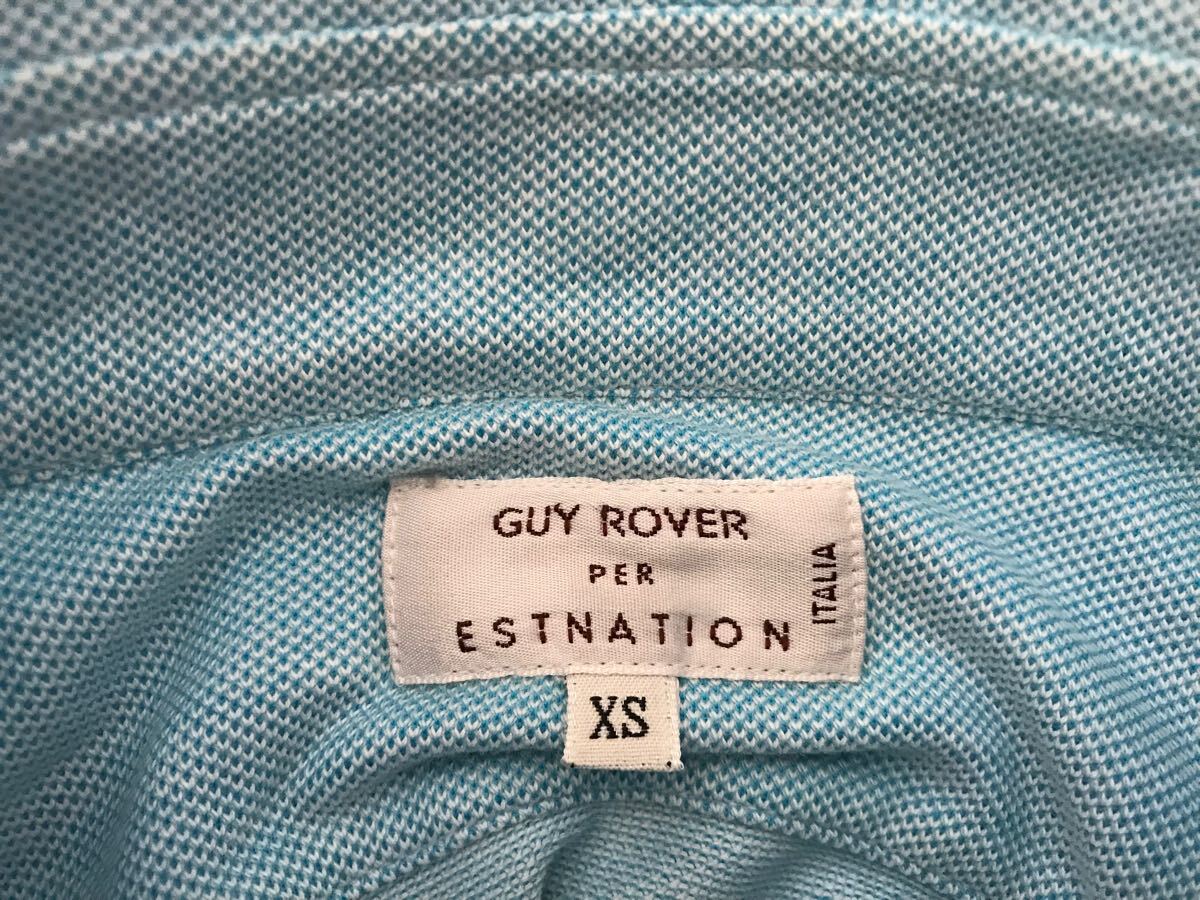 GUY ROVER
PER
ESTNATION
ITALIA
XS